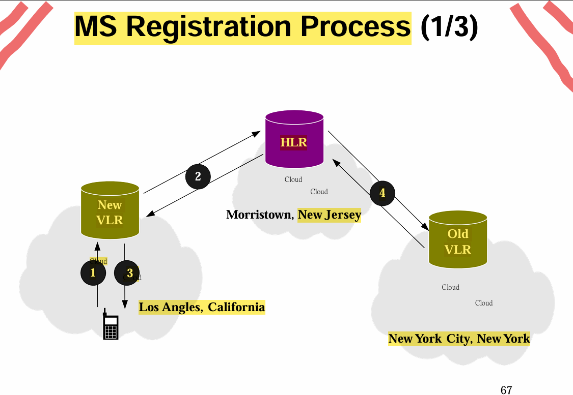 MS Registration Process (1/3)
HLR
2
Cloud
Cloud
4
New
VLR
Morristown, New Jersey
Old
VLR
Cloud
1
3
Los Angles, California
Cloud
Cloud
New York City, New York
67